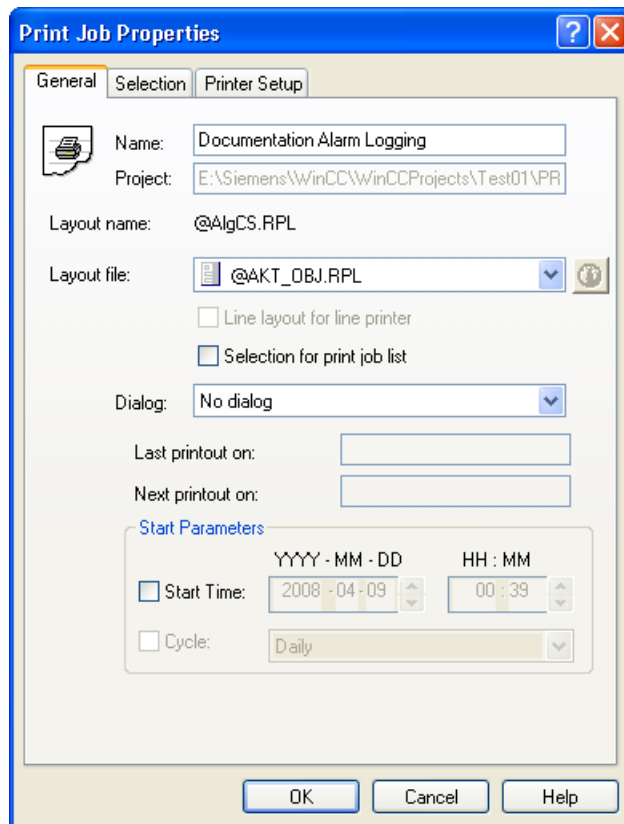 Print Job Properties
General Selection Printer Setup
Name: Documentation Alarm Logging
Project: E:\Siemens\WinCC\WinCCProjects\Test01\PR
Layout name: @AlgCS.RPL
Layout file: @AKT_OBJ.RPL
Line layout for line printer
Selection for print job list
Dialog: No dialog
Last printout on:
Next printout on:
Start Parameters
YYYY - MM - DD HH : MM
Start Time: 2008 - 04 - 09 00 : 39
Cycle: Daily
OK Cancel Help